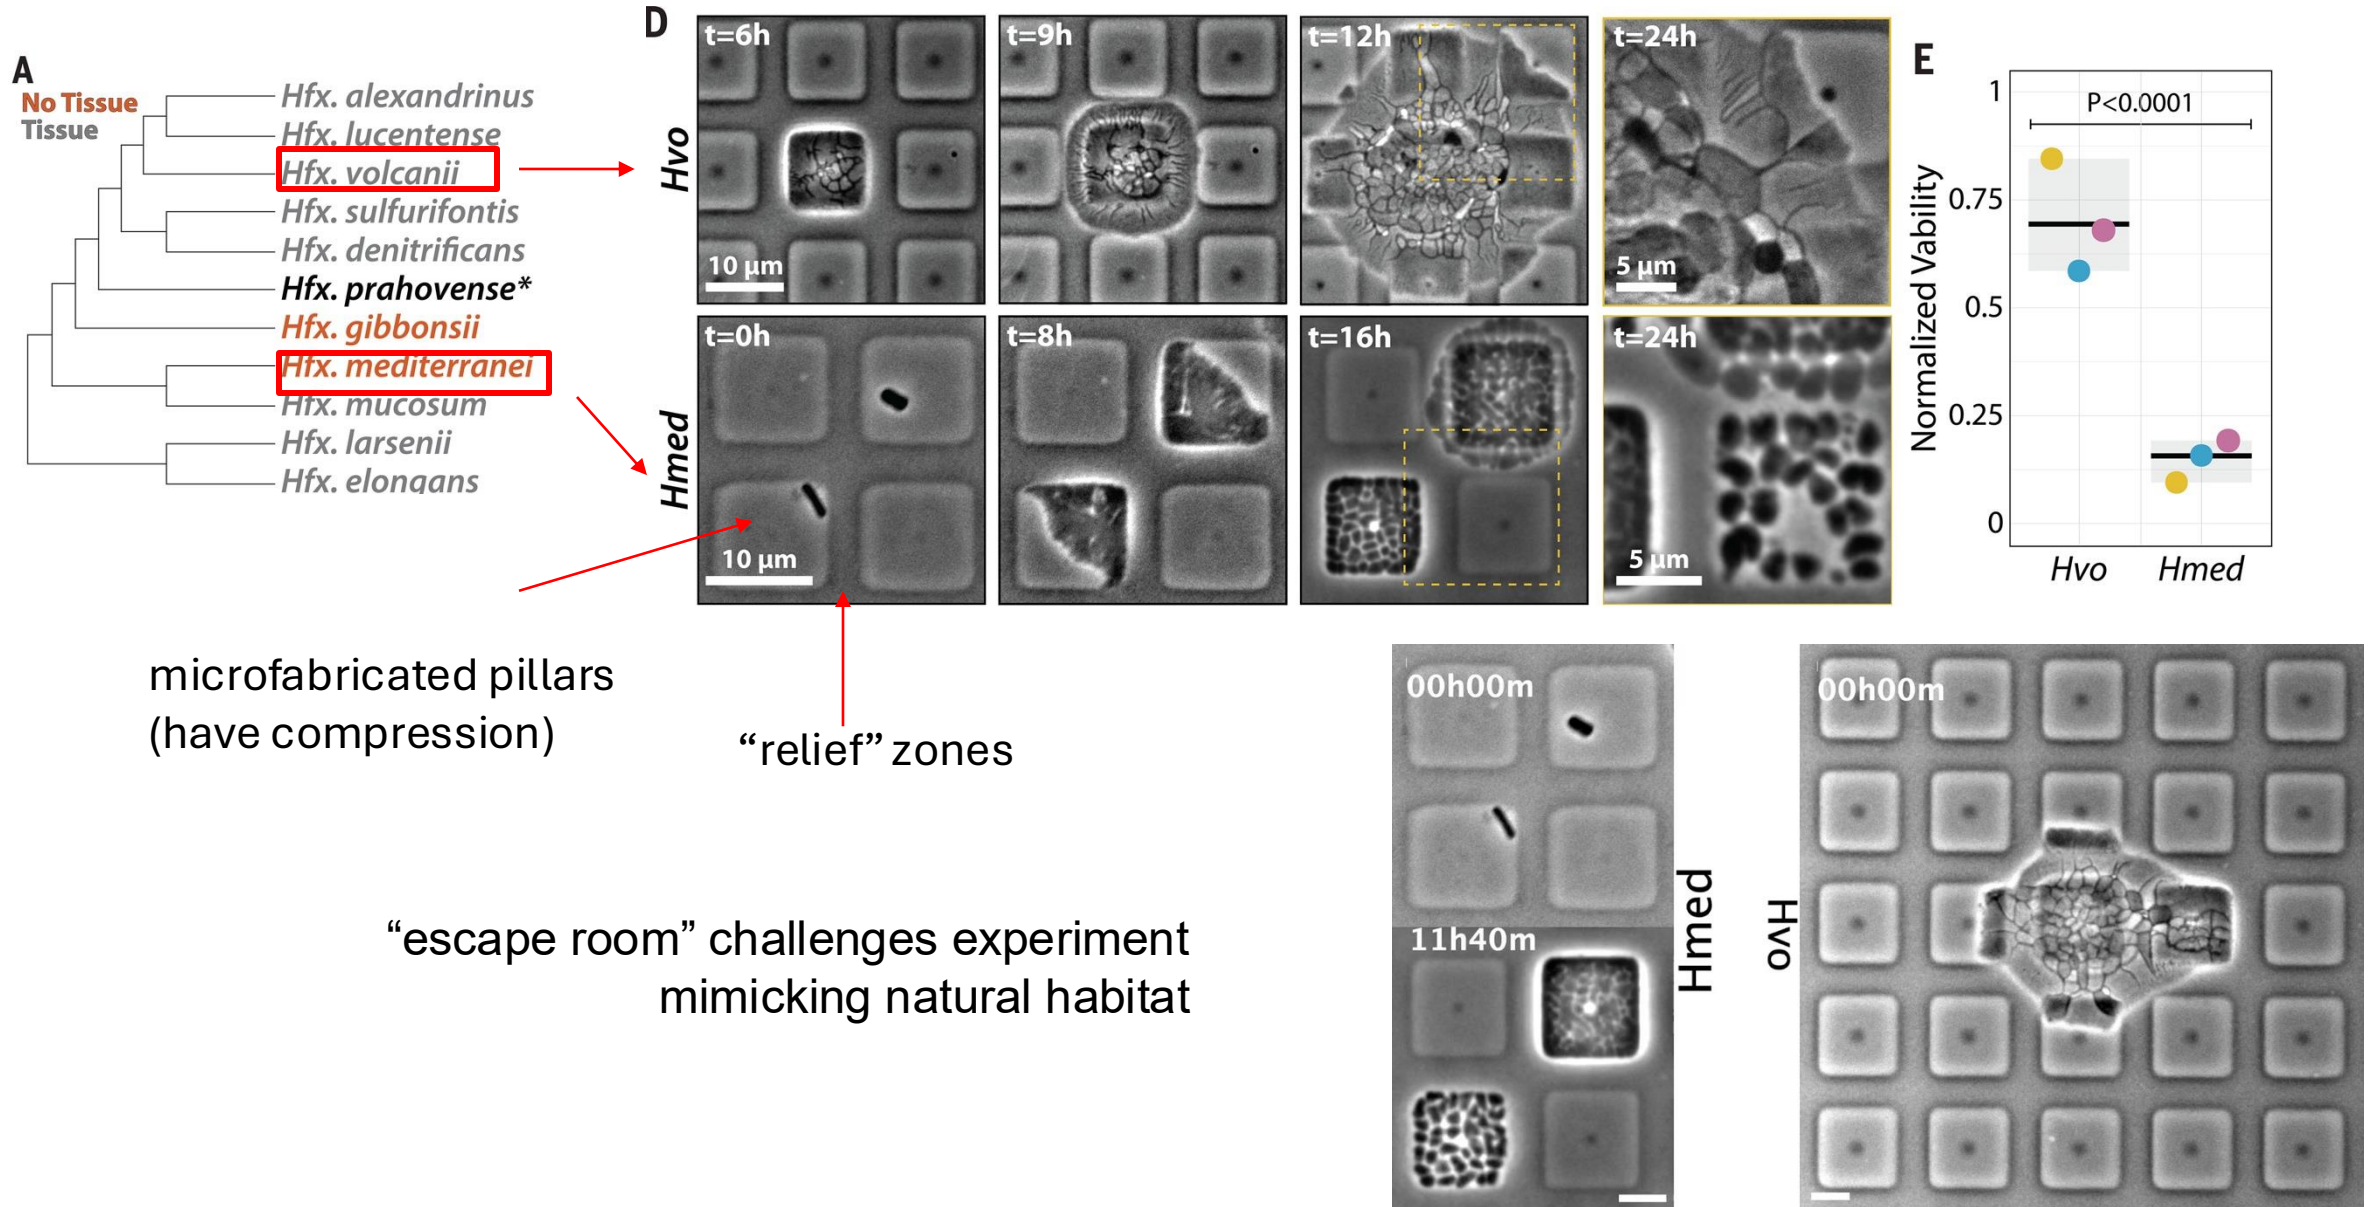 A
No Tissue
Tissue
Hfx. alexandrinus
Hfx. lucentense
Hfx. volcanii
Hfx. sulfurifontis
Hfx. denitrificans
Hfx. prahovense*
Hfx. gibbonsii
Hfx. mediterranei
Hfx. mucosum
Hfx. larsenii
Hfx. elongans
D
Hvo
t=6h
10 μm
t=9h
t=12h
t=24h
5 μm
Hmed
t=0h
10 μm
t=8h
t=16h
t=24h
5 μm
E
Normalized Vability
1
0.75
0.5
0.25
0
P<0.0001
Hvo
Hmed
microfabricated pillars
(have compression)
“relief” zones
“escape room” challenges experiment
mimicking natural habitat
00h00m
11h40m
Hmed
Hvo
00h00m